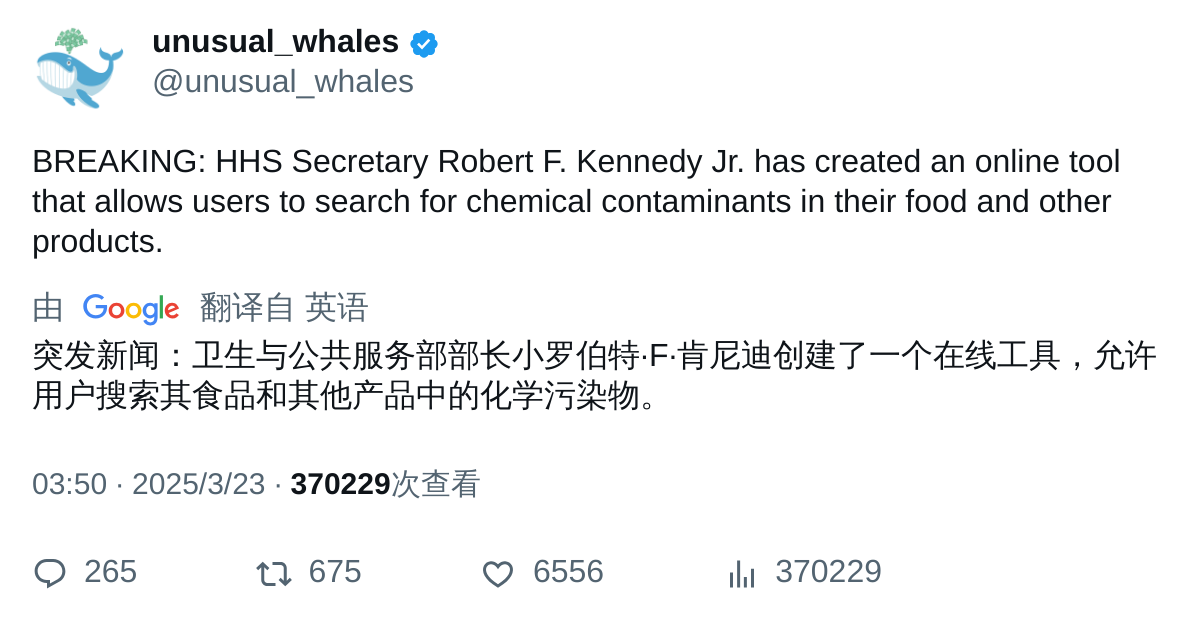 unusual_whales
@unusual_whales
BREAKING: HHS Secretary Robert F. Kennedy Jr. has created an online tool
that allows users to search for chemical contaminants in their food and other
products.
由 Google 翻译自 英语
突发新闻：卫生与公共服务部部长小罗伯特·F·肯尼迪创建了一个在线工具，允许
用户搜索其食品和其他产品中的化学污染物。
03:50 · 2025/3/23 · 370229次查看
265 675 6556 370229